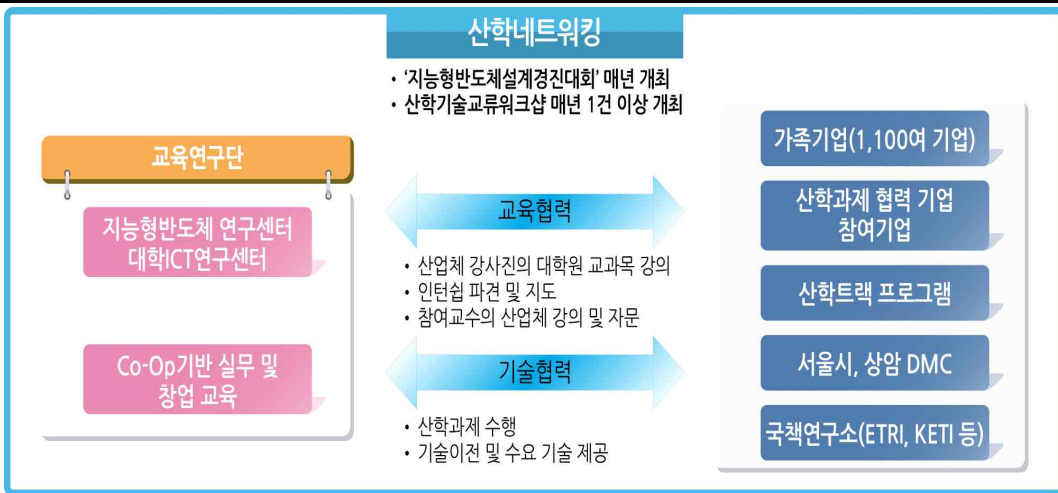 산학네트워킹
• '지능형반도체설계경진대회' 매년 개최
• 산학기술교류워크샵 매년 1건 이상 개최
교육연구단
지능형반도체 연구센터
대학ICT연구센터
Co-Op기반 실무 및
창업 교육
교육협력
• 산업체 강사진의 대학원 교과목 강의
• 인턴쉽 파견 및 지도
• 참여교수의 산업체 강의 및 자문
기술협력
• 산학과제 수행
• 기술이전 및 수요 기술 제공
가족기업(1,100여 기업)
산학과제 협력 기업
참여기업
산학트랙 프로그램
서울시, 상암 DMC
국책연구소(ETRI, KETI 등)